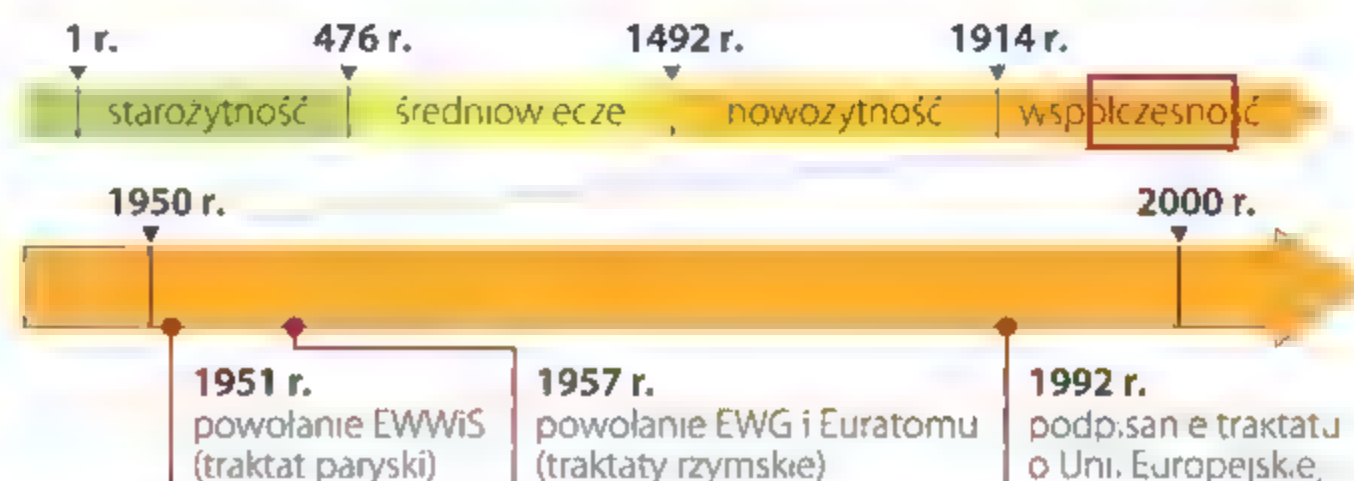 1 r. 476 r. 1492 r. 1914 r.
starożytność średniowiecze nowożytność współczesność
1950 r. 2000 r.
1951 r.
powołanie EWWiS
(traktat paryski)
1957 r.
powołanie EWG i Euratomu
(traktaty rzymskie)
1992 r.
podpisanie traktatu
o Unii Europejskiej